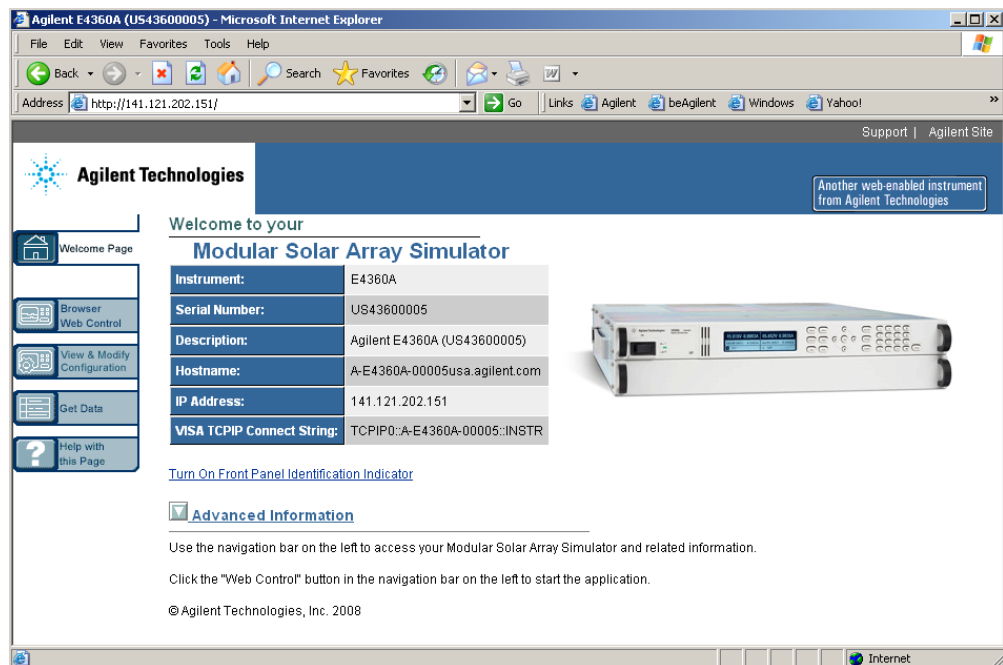 Agilent E4360A (US43600005) - Microsoft Internet Explorer
File Edit View Favorites Tools Help
Back Search Favorites
Address http://141.121.202.151/ Go Links Agilent beAgilent Windows Yahoo! »
Support | Agilent Site
Agilent Technologies
Another web-enabled instrument
from Agilent Technologies
Welcome Page
Browser
Web Control
View & Modify
Configuration
Get Data
Help with
this Page
Welcome to your
Modular Solar Array Simulator
Instrument: E4360A
Serial Number: US43600005
Description: Agilent E4360A (US43600005)
Hostname: A-E4360A-00005usa.agilent.com
IP Address: 141.121.202.151
VISA TCPIP Connect String: TCPIP0::A-E4360A-00005::INSTR
Turn On Front Panel Identification Indicator
Advanced Information
Use the navigation bar on the left to access your Modular Solar Array Simulator and related information.
Click the "Web Control" button in the navigation bar on the left to start the application.
© Agilent Technologies, Inc. 2008
Internet